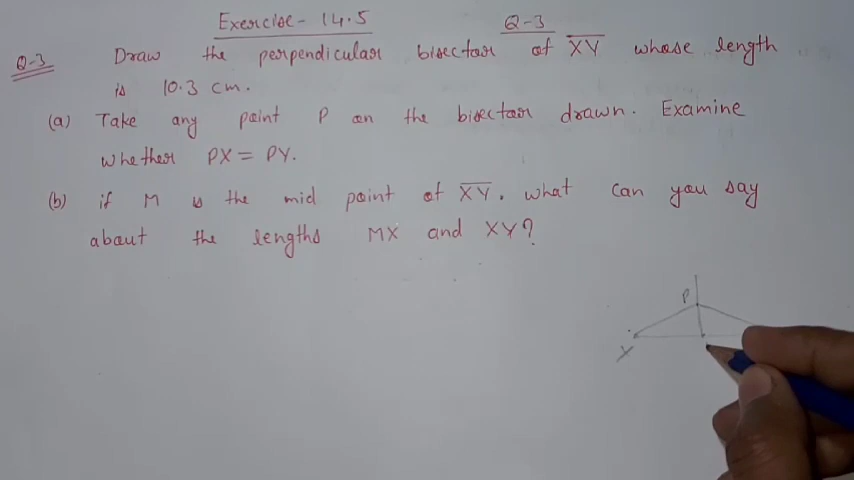 Exercise - 14.5 Q-3
Q-3 Draw the perpendicular bisector of XY whose length
is 10.3 cm.
(a) Take any point P on the bisector drawn. Examine
whether PX = PY.
(b) if M is the mid point of XY. what can you say
about the lengths MX and XY?
P
X